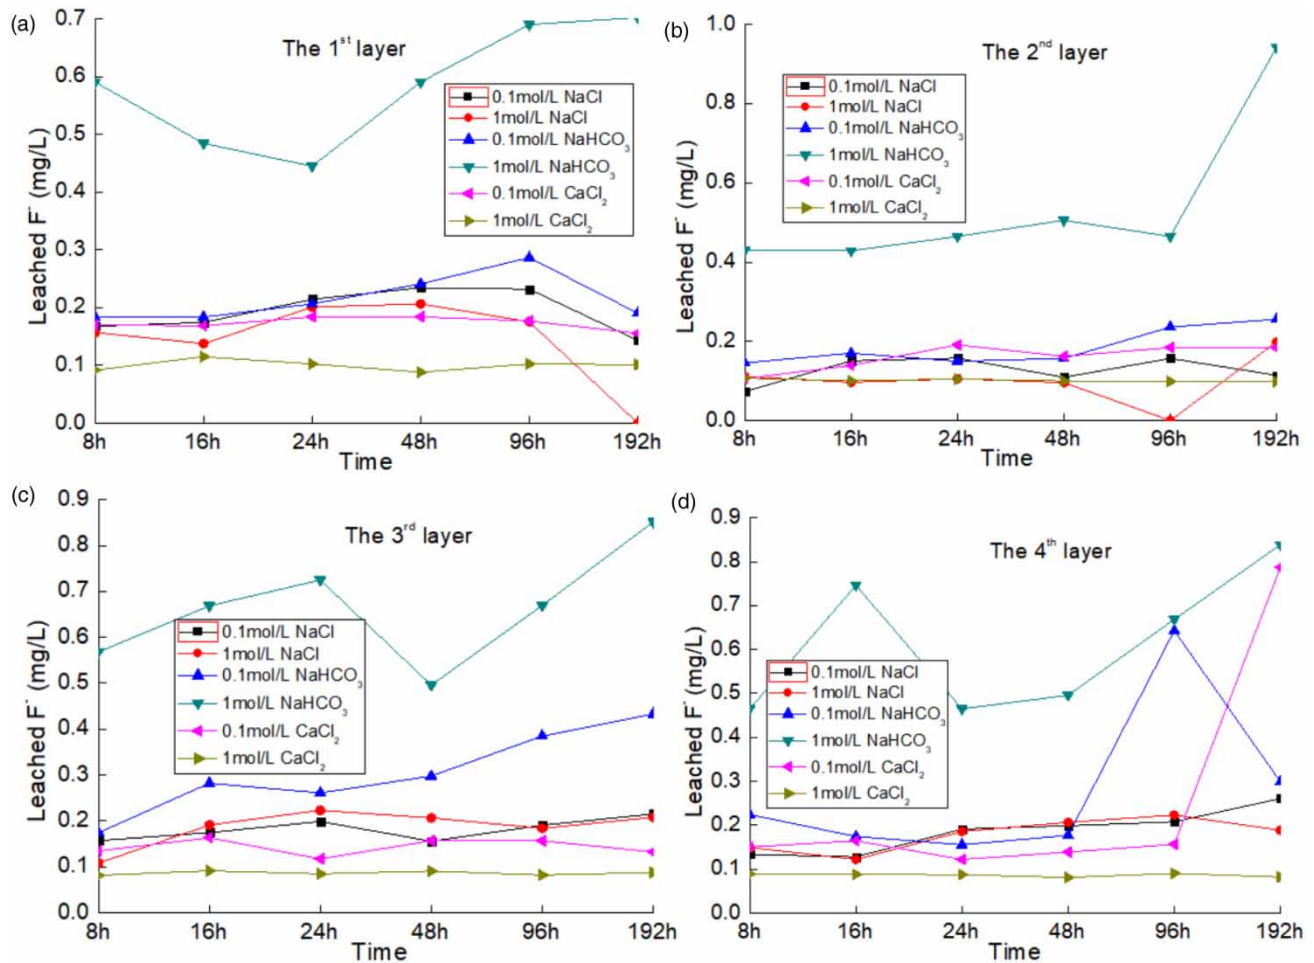 (a)
The 1st layer
0.7
0.6
0.5
0.4
0.3
0.2
0.1
0.0
Leached F- (mg/L)
0.1mol/L NaCl
1mol/L NaCl
0.1mol/L NaHCO3
1mol/L NaHCO3
0.1mol/L CaCl2
1mol/L CaCl2
8h 16h 24h 48h 96h 192h
Time
(b)
The 2nd layer
1.0
0.8
0.6
0.4
0.2
0.0
Leached F- (mg/L)
0.1mol/L NaCl
1mol/L NaCl
0.1mol/L NaHCO3
1mol/L NaHCO3
0.1mol/L CaCl2
1mol/L CaCl2
8h 16h 24h 48h 96h 192h
Time
(c)
The 3rd layer
0.9
0.8
0.7
0.6
0.5
0.4
0.3
0.2
0.1
0.0
Leached F- (mg/L)
0.1mol/L NaCl
1mol/L NaCl
0.1mol/L NaHCO3
1mol/L NaHCO3
0.1mol/L CaCl2
1mol/L CaCl2
8h 16h 24h 48h 96h 192h
Time
(d)
The 4th layer
0.9
0.8
0.7
0.6
0.5
0.4
0.3
0.2
0.1
0.0
Leached F- (mg/L)
0.1mol/L NaCl
1mol/L NaCl
0.1mol/L NaHCO3
1mol/L NaHCO3
0.1mol/L CaCl2
1mol/L CaCl2
8h 16h 24h 48h 96h 192h
Time